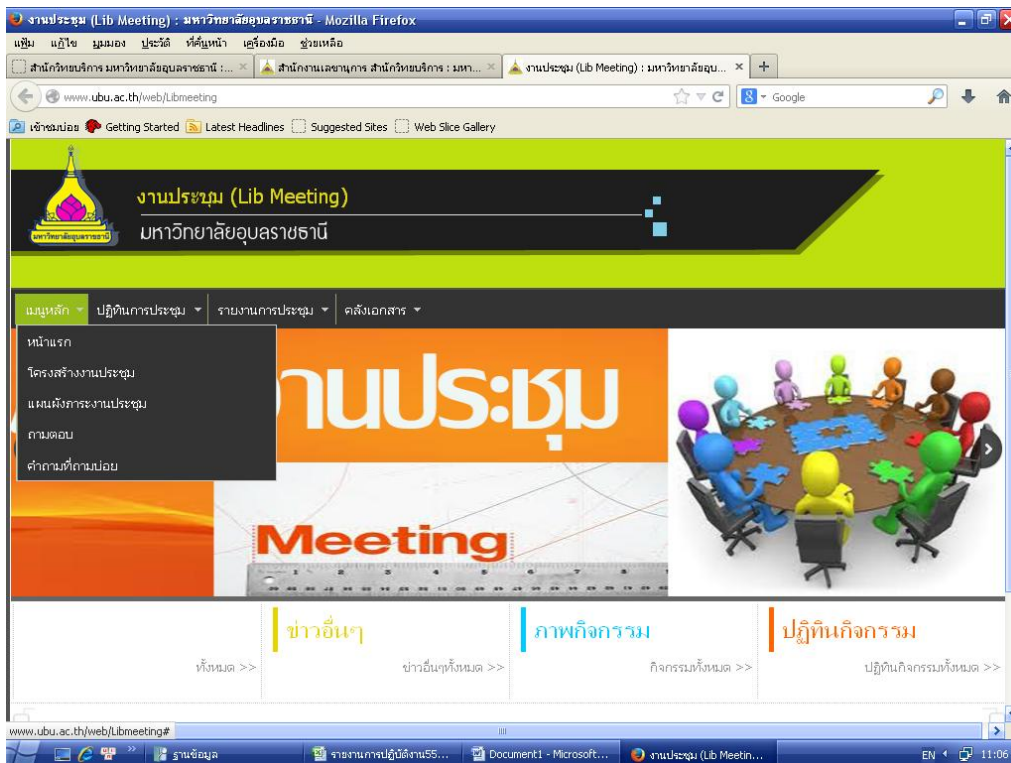 งานประชุม (Lib Meeting) : มหาวิทยาลัยอุบลราชธานี - Mozilla Firefox
แฟ้ม แก้ไข มุมมอง ประวัติ ที่คั่นหน้า เครื่องมือ ช่วยเหลือ
สำนักวิทยบริการ มหาวิทยาลัยอุบลราชธานี :... สำนักงานเลขานุการ สำนักวิทยบริการ : มหา... งานประชุม (Lib Meeting) : มหาวิทยาลัยอุบ...
www.ubu.ac.th/web/Libmeeting Google
เข้าชมบ่อย Getting Started Latest Headlines Suggested Sites Web Slice Gallery
งานประชุม (Lib Meeting)
มหาวิทยาลัยอุบลราชธานี
มหาวิทยาลัยอุบลราชธานี
เมนูหลัก ปฏิทินการประชุม รายงานการประชุม คลังเอกสาร
หน้าแรก
โครงสร้างงานประชุม
แผนผังภาระงานประชุม
ถามตอบ
คำถามที่ถามบ่อย
านประชุม
Meeting
ข่าวอื่นๆ ภาพกิจกรรม ปฏิทินกิจกรรม
ทั้งหมด >> ข่าวอื่นๆทั้งหมด >> กิจกรรมทั้งหมด >> ปฏิทินกิจกรรมทั้งหมด >>
www.ubu.ac.th/web/Libmeeting#
ฐานข้อมูล รายงานการปฏิบัติงาน55... Document1 - Microsoft... งานประชุม (Lib Meetin... EN 11:06